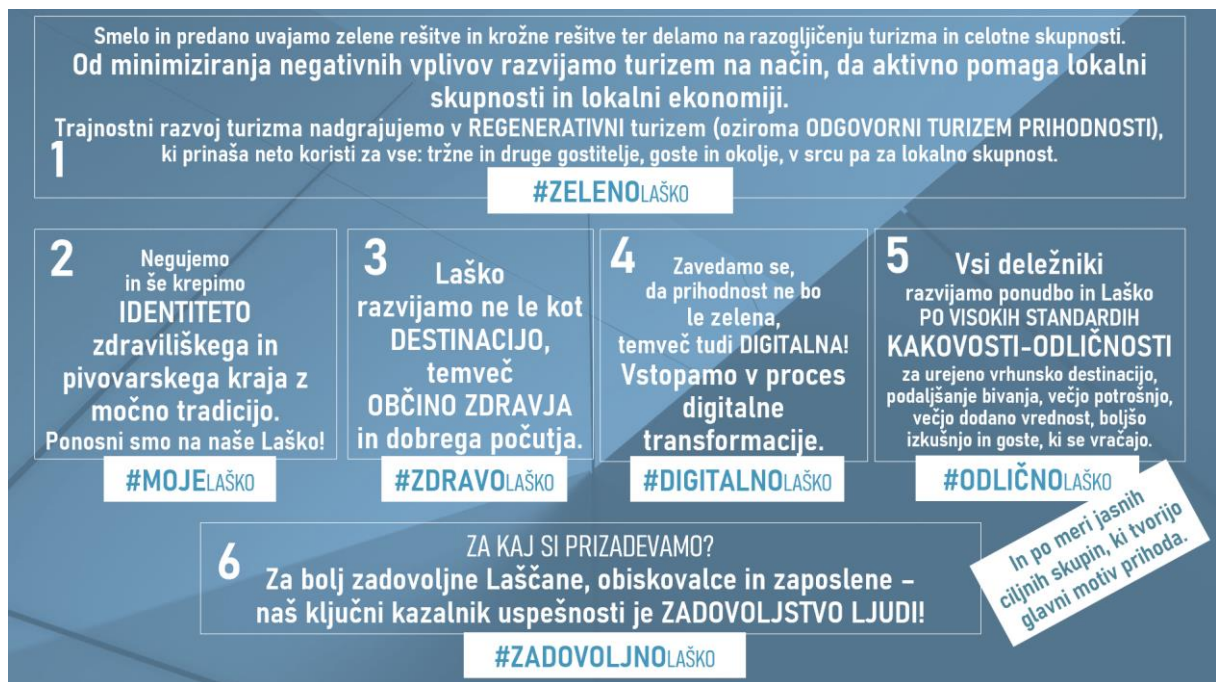 Smelo in predano uvajamo zelene rešitve in krožne rešitve ter delamo na razogljičenju turizma in celotne skupnosti.
Od minimiziranja negativnih vplivov razvijamo turizem na način, da aktivno pomaga lokalni
skupnosti in lokalni ekonomiji.
Trajnostni razvoj turizma nadgrajujemo v REGENERATIVNI turizem (oziroma ODGOVORNI TURIZEM PRIHODNOSTI),
1
ki prinaša neto koristi za vse: tržne in druge gostitelje, goste in okolje, v srcu pa za lokalno skupnost.
#ZELENOLAŠKO
2
Negujemo
in še krepimo
IDENTITETO
zdraviliškega in
pivovarskega kraja z
močno tradicijo.
Ponosni smo na naše Laško!
#MOJELAŠKO
3
Laško
razvijamo ne le kot
DESTINACIJO,
temveč
OBČINO ZDRAVJA
in dobrega počutja.
#ZDRAVOLAŠKO
4
Zavedamo se,
da prihodnost ne bo
le zelena,
temveč tudi DIGITALNA!
Vstopamo v proces
digitalne
transformacije.
#DIGITALNOLAŠKO
5
Vsi deležniki
razvijamo ponudbo in Laško
PO VISOKIH STANDARDIH
KAKOVOSTI-ODLIČNOSTI
za urejeno vrhunsko destinacijo,
podaljšanje bivanja, večjo potrošnjo,
večjo dodano vrednost, boljšo
izkušnjo in goste, ki se vračajo.
#ODLIČNOLAŠKO
In po meri jasnih
ciljnih skupin, ki tvorijo
glavni motiv prihoda.
6
ZA KAJ SI PRIZADEVAMO?
Za bolj zadovoljne Laščane, obiskovalce in zaposlene –
naš ključni kazalnik uspešnosti je ZADOVOLJSTVO LJUDI!
#ZADOVOLJNOLAŠKO